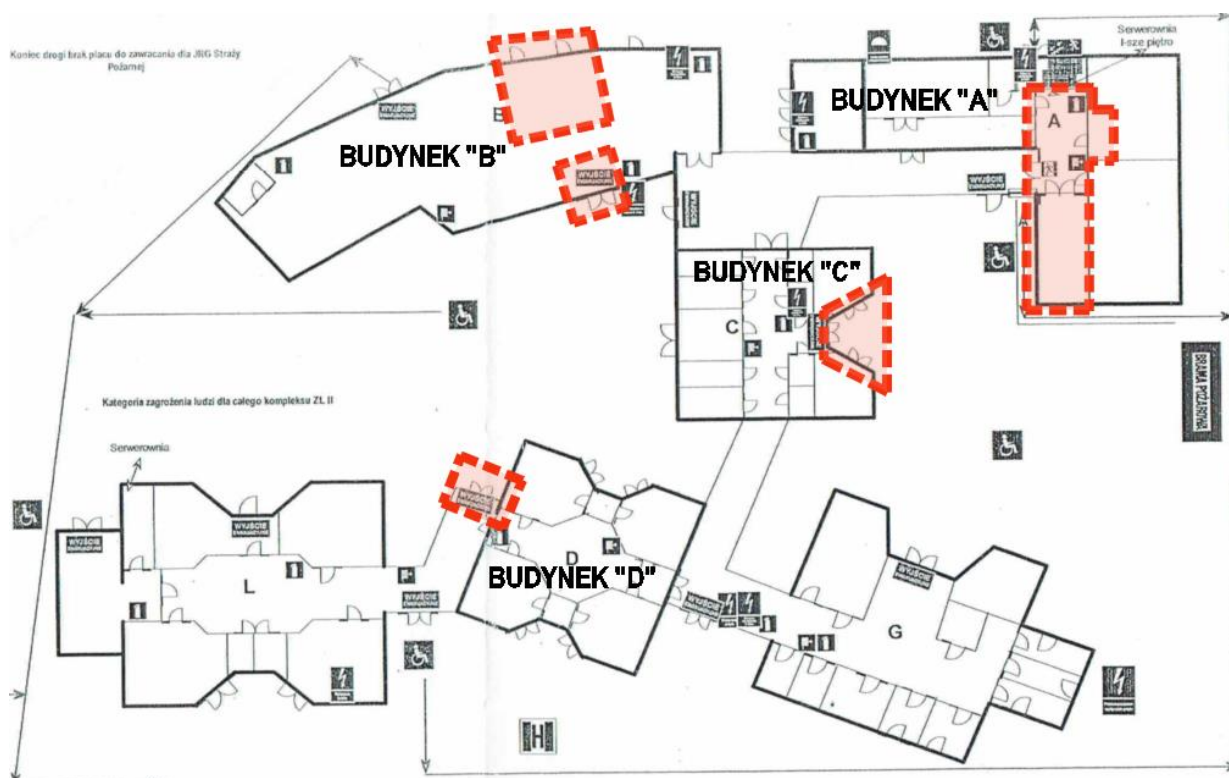 Koniec drogi brak placu do zawracania dla JRG Straży
Pożarnej
Serwerownia
I-sze piętro
BUDYNEK "A"
A
B
BUDYNEK "B"
WYJŚCIE
WYJŚCIE
BUDYNEK "C"
C
BRAMA POŻAROWA
Kategoria zagrożenia ludzi dla całego kompleksu ZL II
Serwerownia
WYJŚCIE
WYJŚCIE
WYJŚCIE
L
D
BUDYNEK "D"
WYJŚCIE
WYJŚCIE
WYJŚCIE
G
H